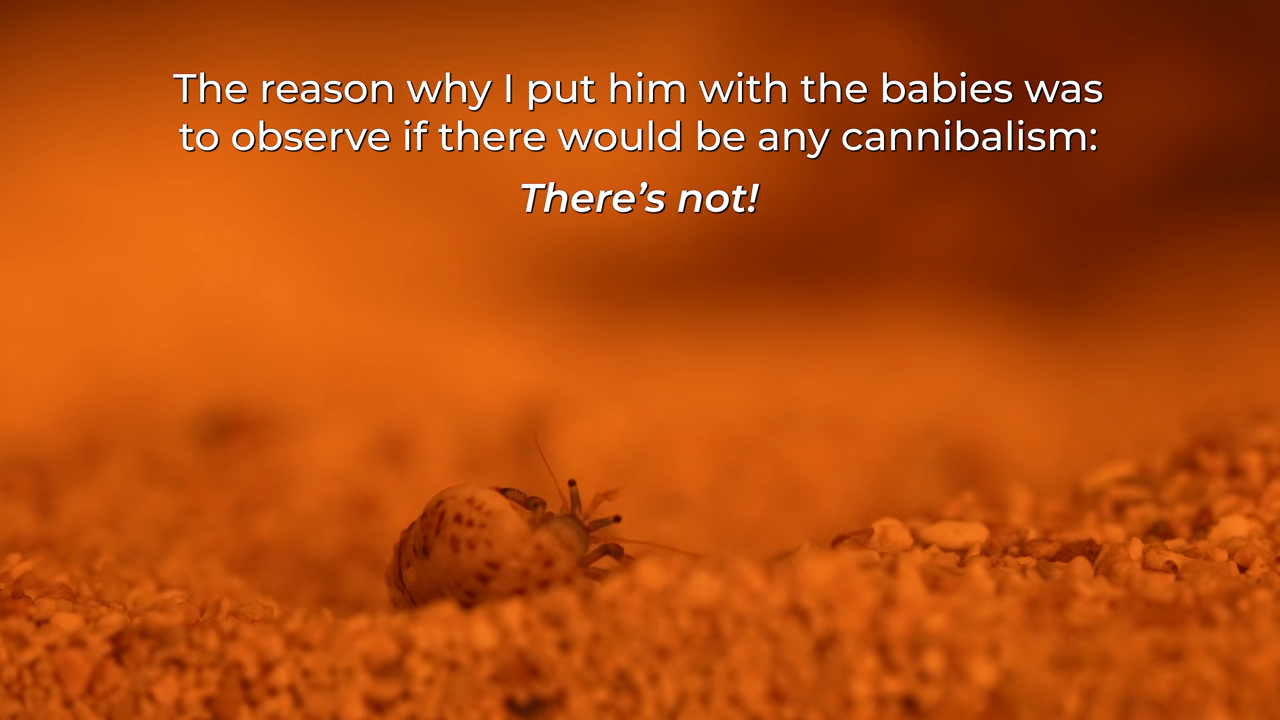 The reason why I put him with the babies was
to observe if there would be any cannibalism:
There's not!